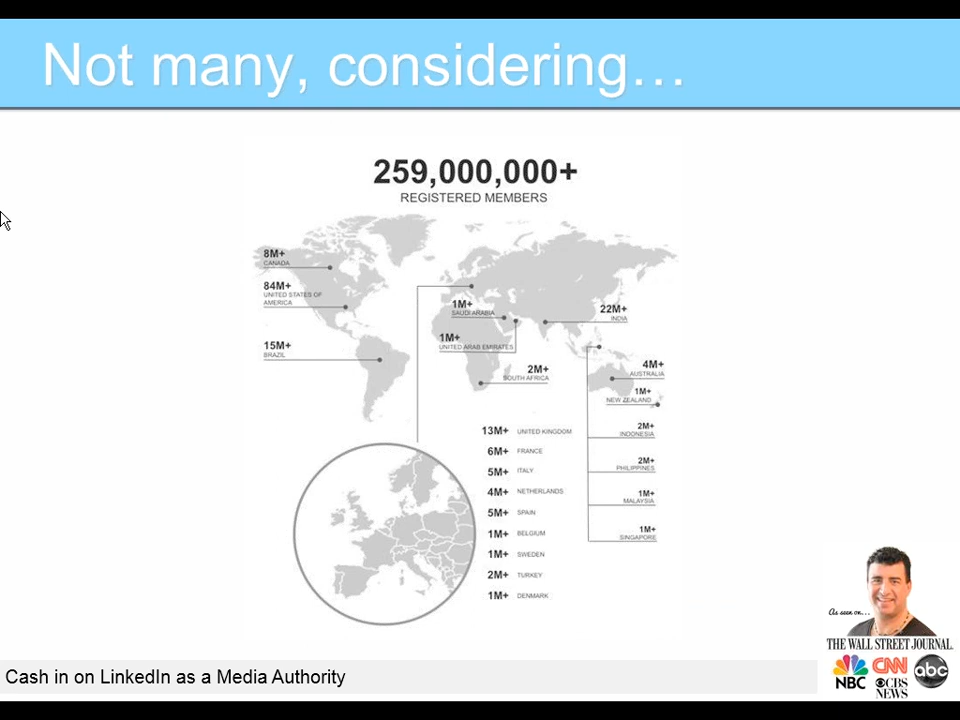 Not many, considering…
259,000,000+
REGISTERED MEMBERS
8M+
CANADA
84M+
UNITED STATES OF
AMERICA
15M+
BRAZIL
1M+
SAUDI ARABIA
1M+
UNITED ARAB EMIRATES
2M+
SOUTH AFRICA
22M+
INDIA
4M+
AUSTRALIA
1M+
NEW ZEALAND
2M+
INDONESIA
2M+
PHILIPPINES
1M+
MALAYSIA
1M+
SINGAPORE
13M+ UNITED KINGDOM
6M+ FRANCE
5M+ ITALY
4M+ NETHERLANDS
5M+ SPAIN
1M+ BELGIUM
1M+ SWEDEN
2M+ TURKEY
1M+ DENMARK
As seen on...
THE WALL STREET JOURNAL.
NBC
CNN
CBS
NEWS
abc
Cash in on LinkedIn as a Media Authority